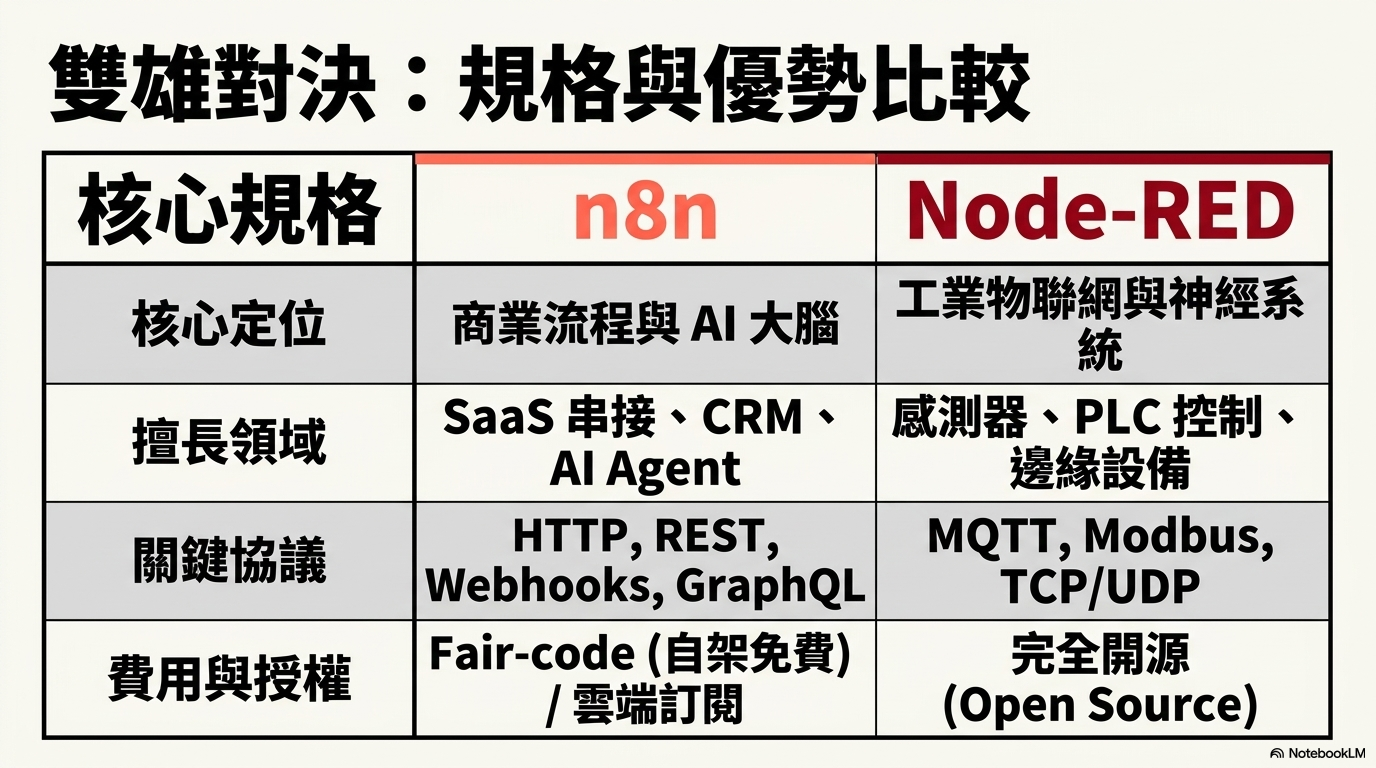 雙雄對決：規格與優勢比較
核心規格
n8n
Node-RED
核心定位
商業流程與 AI 大腦
工業物聯網與神經系
統
擅長領域
SaaS 串接、CRM、
AI Agent
感測器、PLC 控制、
邊緣設備
關鍵協議
HTTP, REST,
Webhooks, GraphQL
MQTT, Modbus,
TCP/UDP
費用與授權
Fair-code (自架免費)
/ 雲端訂閱
完全開源
(Open Source)
NotebookLM